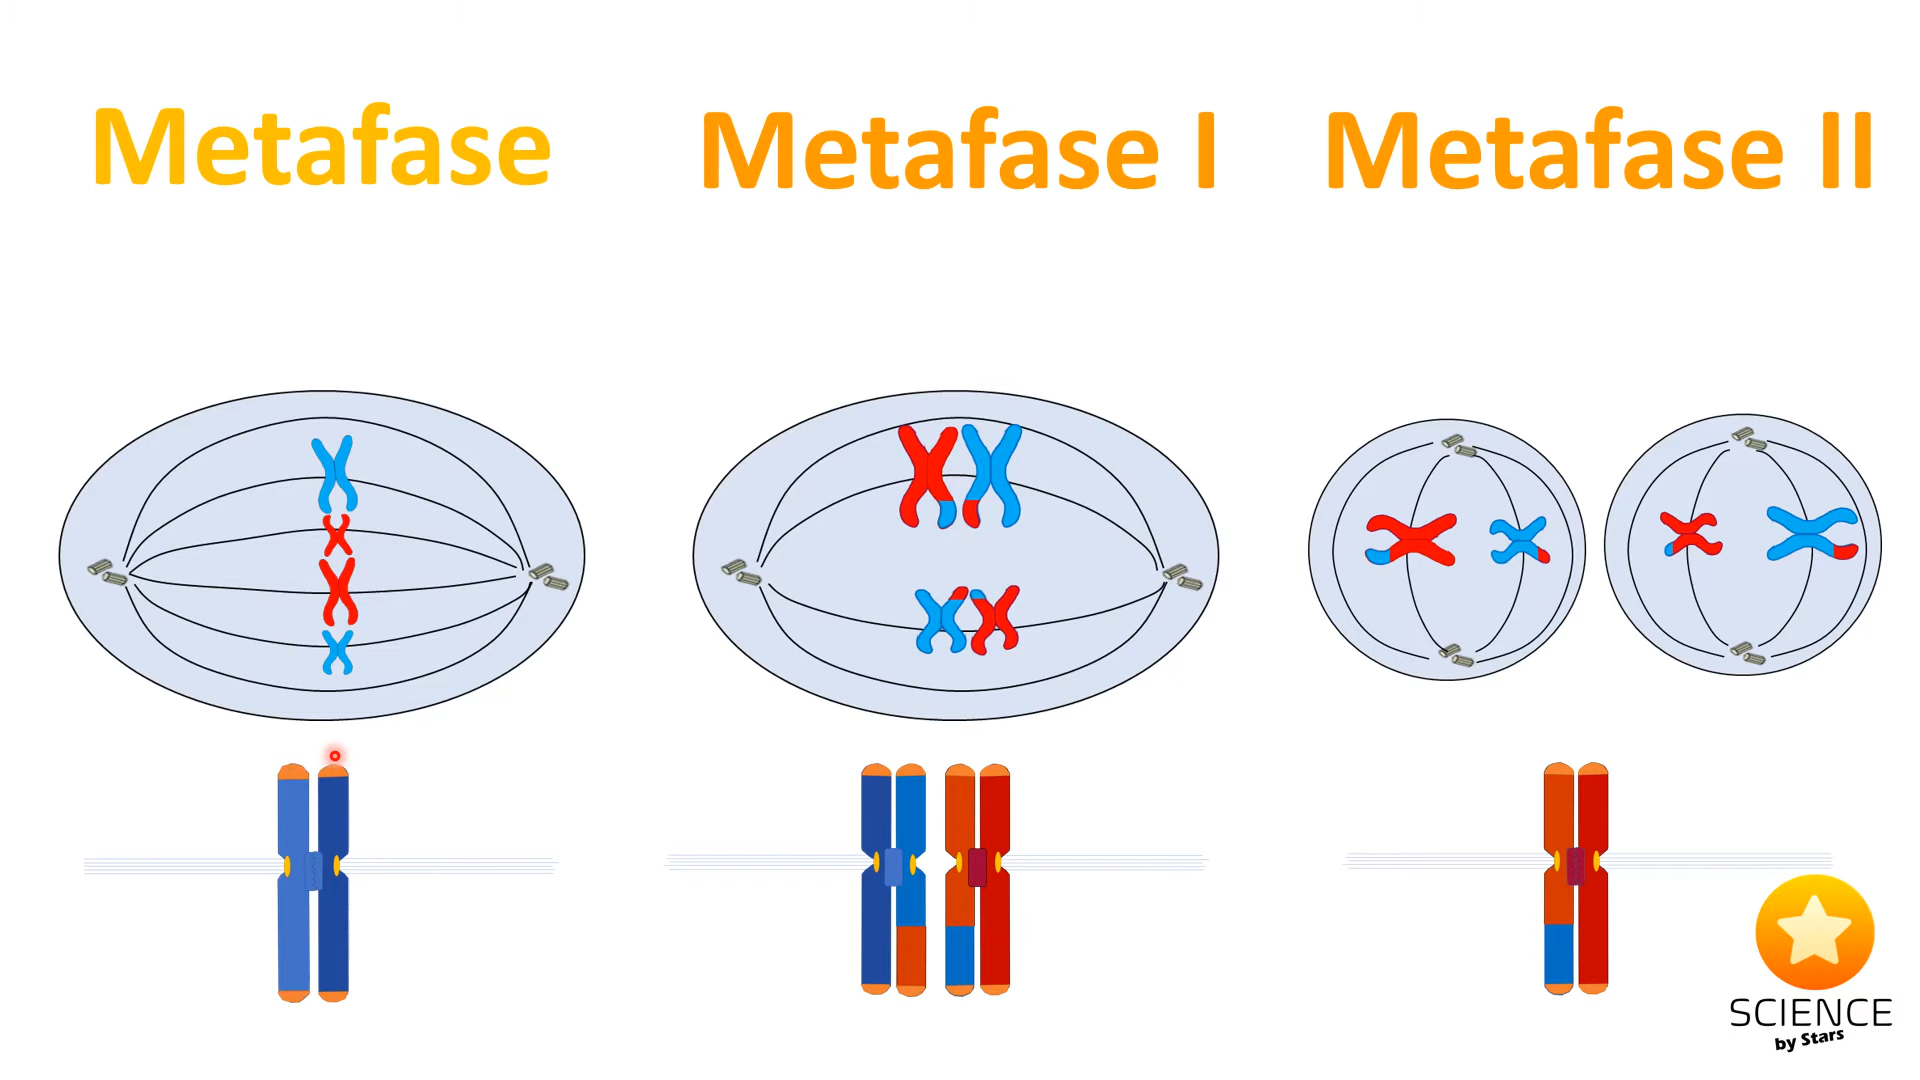 Metafase
Metafase I
Metafase II
SCIENCE
by Stars